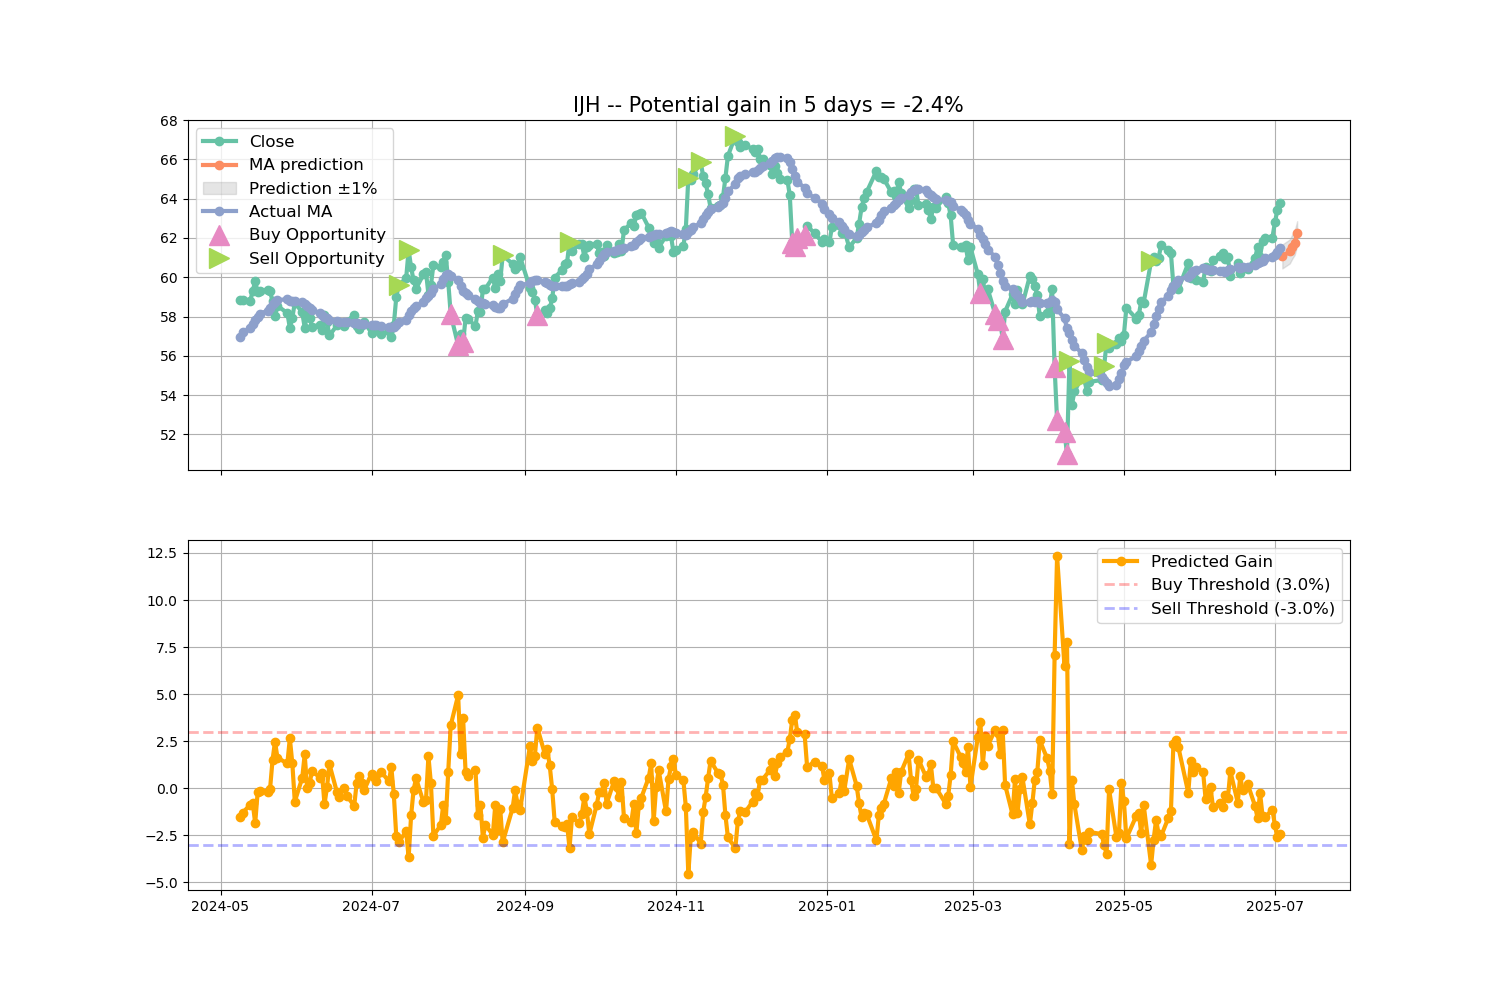 IJH -- Potential gain in 5 days = -2.4%
68
66
64
62
60
58
56
54
52
Close
MA prediction
Prediction ±1%
Actual MA
Buy Opportunity
Sell Opportunity
12.5
10.0
7.5
5.0
2.5
0.0
−2.5
−5.0
Predicted Gain
Buy Threshold (3.0%)
Sell Threshold (-3.0%)
2024-05 2024-07 2024-09 2024-11 2025-01 2025-03 2025-05 2025-07